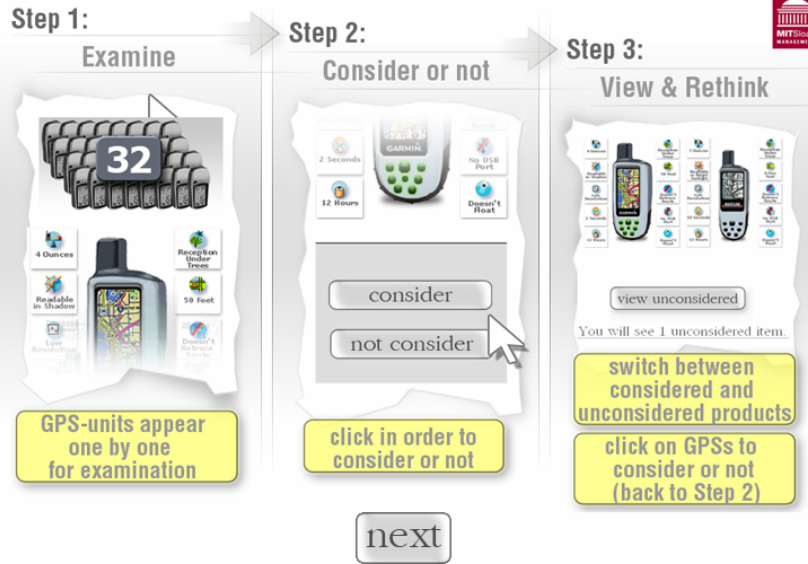 Step 1:
Examine
32
4 Ounces
Reception
Under
Trees
Readable
in Shadow
50 Feet
Low
Resolution
Doesn't
Retrace
GPS-units appear
one by one
for examination
Step 2:
Consider or not
GARMIN
2 Seconds
No USB
Port
12 Hours
Doesn't
Float
consider
not consider
click in order to
consider or not
MITSloan
MANAGEMENT
Step 3:
View & Rethink
view unconsidered
You will see 1 unconsidered item.
switch between
considered and
unconsidered products
click on GPSs to
consider or not
(back to Step 2)
next